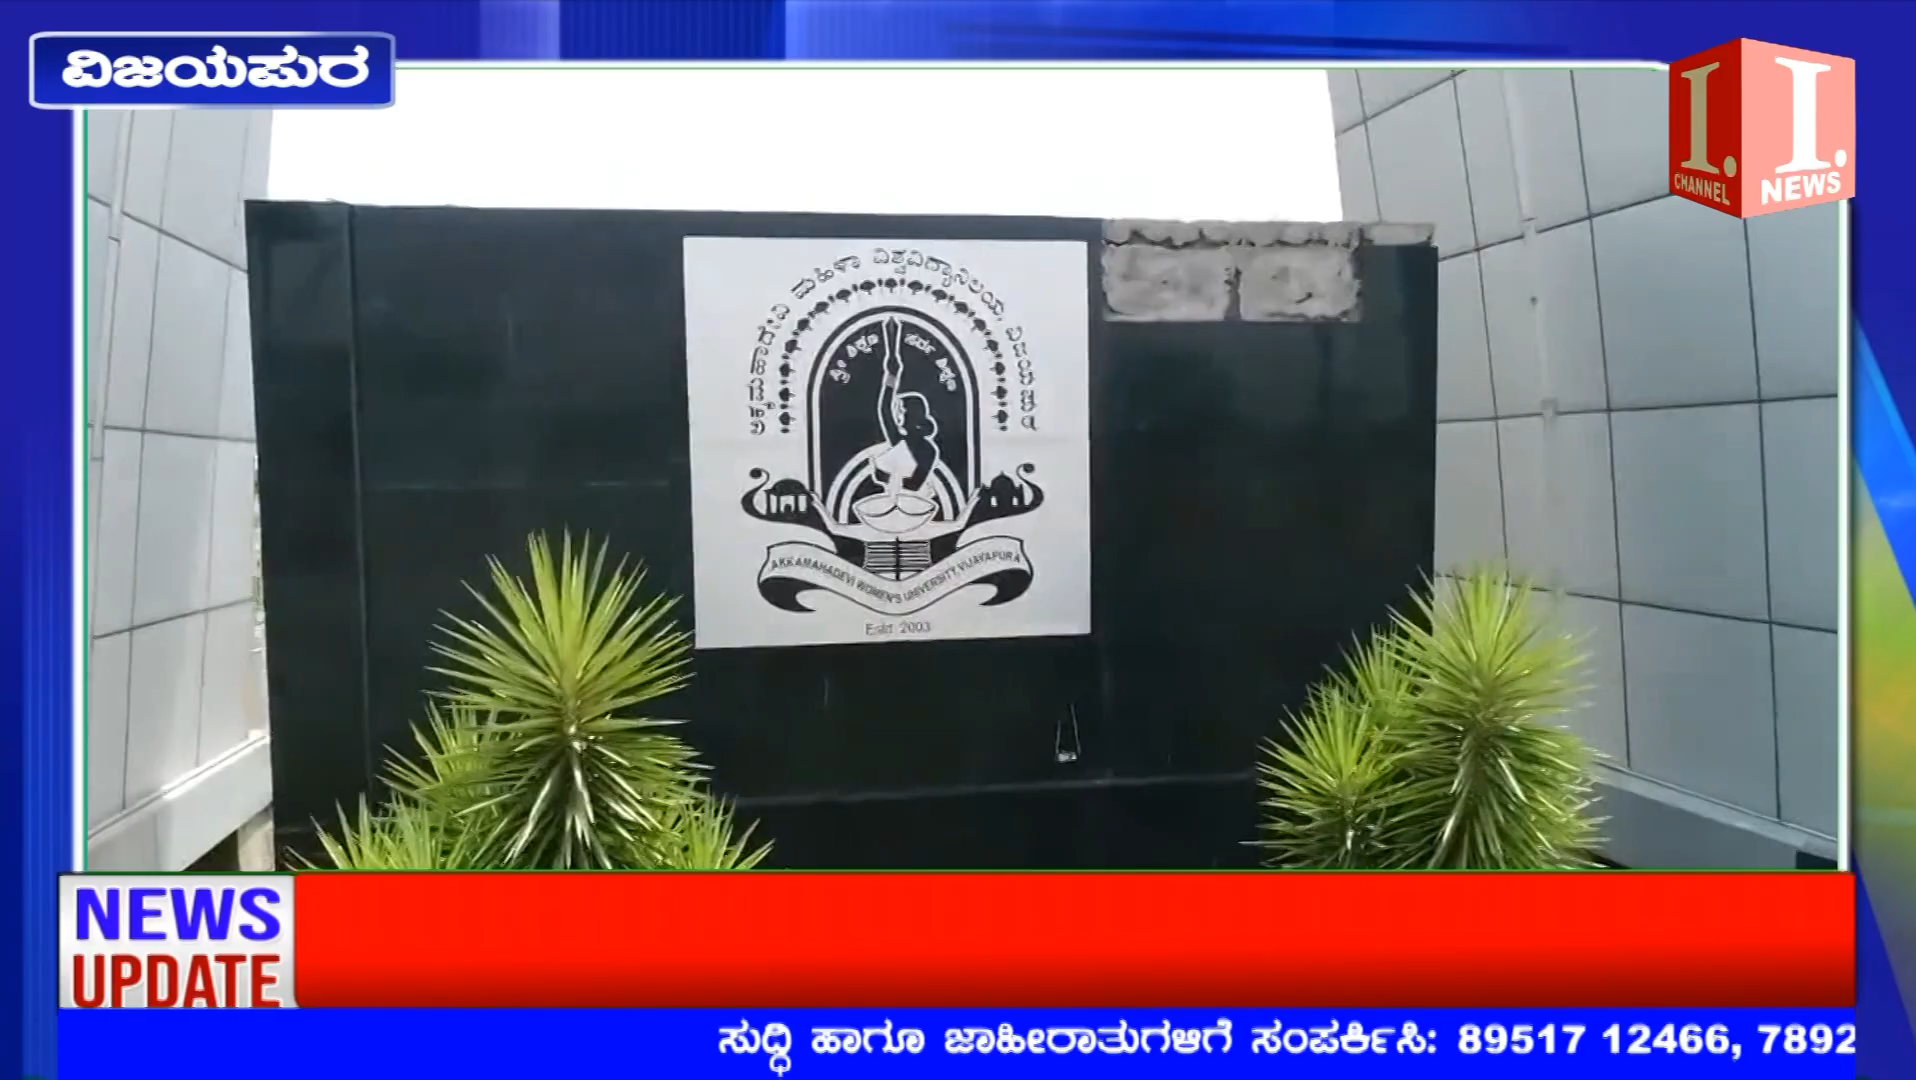 ವಿಜಯಪುರ
I. I.
CHANNEL NEWS
ಅಕ್ಕಮಹಾದೇವಿ ಮಹಿಳಾ ವಿಶ್ವವಿದ್ಯಾನಿಲಯ, ವಿಜಯಪುರ
AKKAMAHADEVI WOMEN'S UNIVERSITY, VIJAYAPURA
Estd 2003
NEWS
UPDATE
ಸುದ್ಧಿ ಹಾಗೂ ಜಾಹೀರಾತುಗಳಿಗೆ ಸಂಪರ್ಕಿಸಿ: 89517 12466, 7892